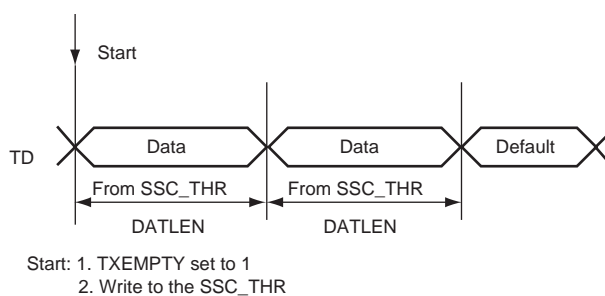 Start
TD
Data
Data
Default
From SSC_THR
From SSC_THR
DATLEN
DATLEN
Start: 1. TXEMPTY set to 1
2. Write to the SSC_THR